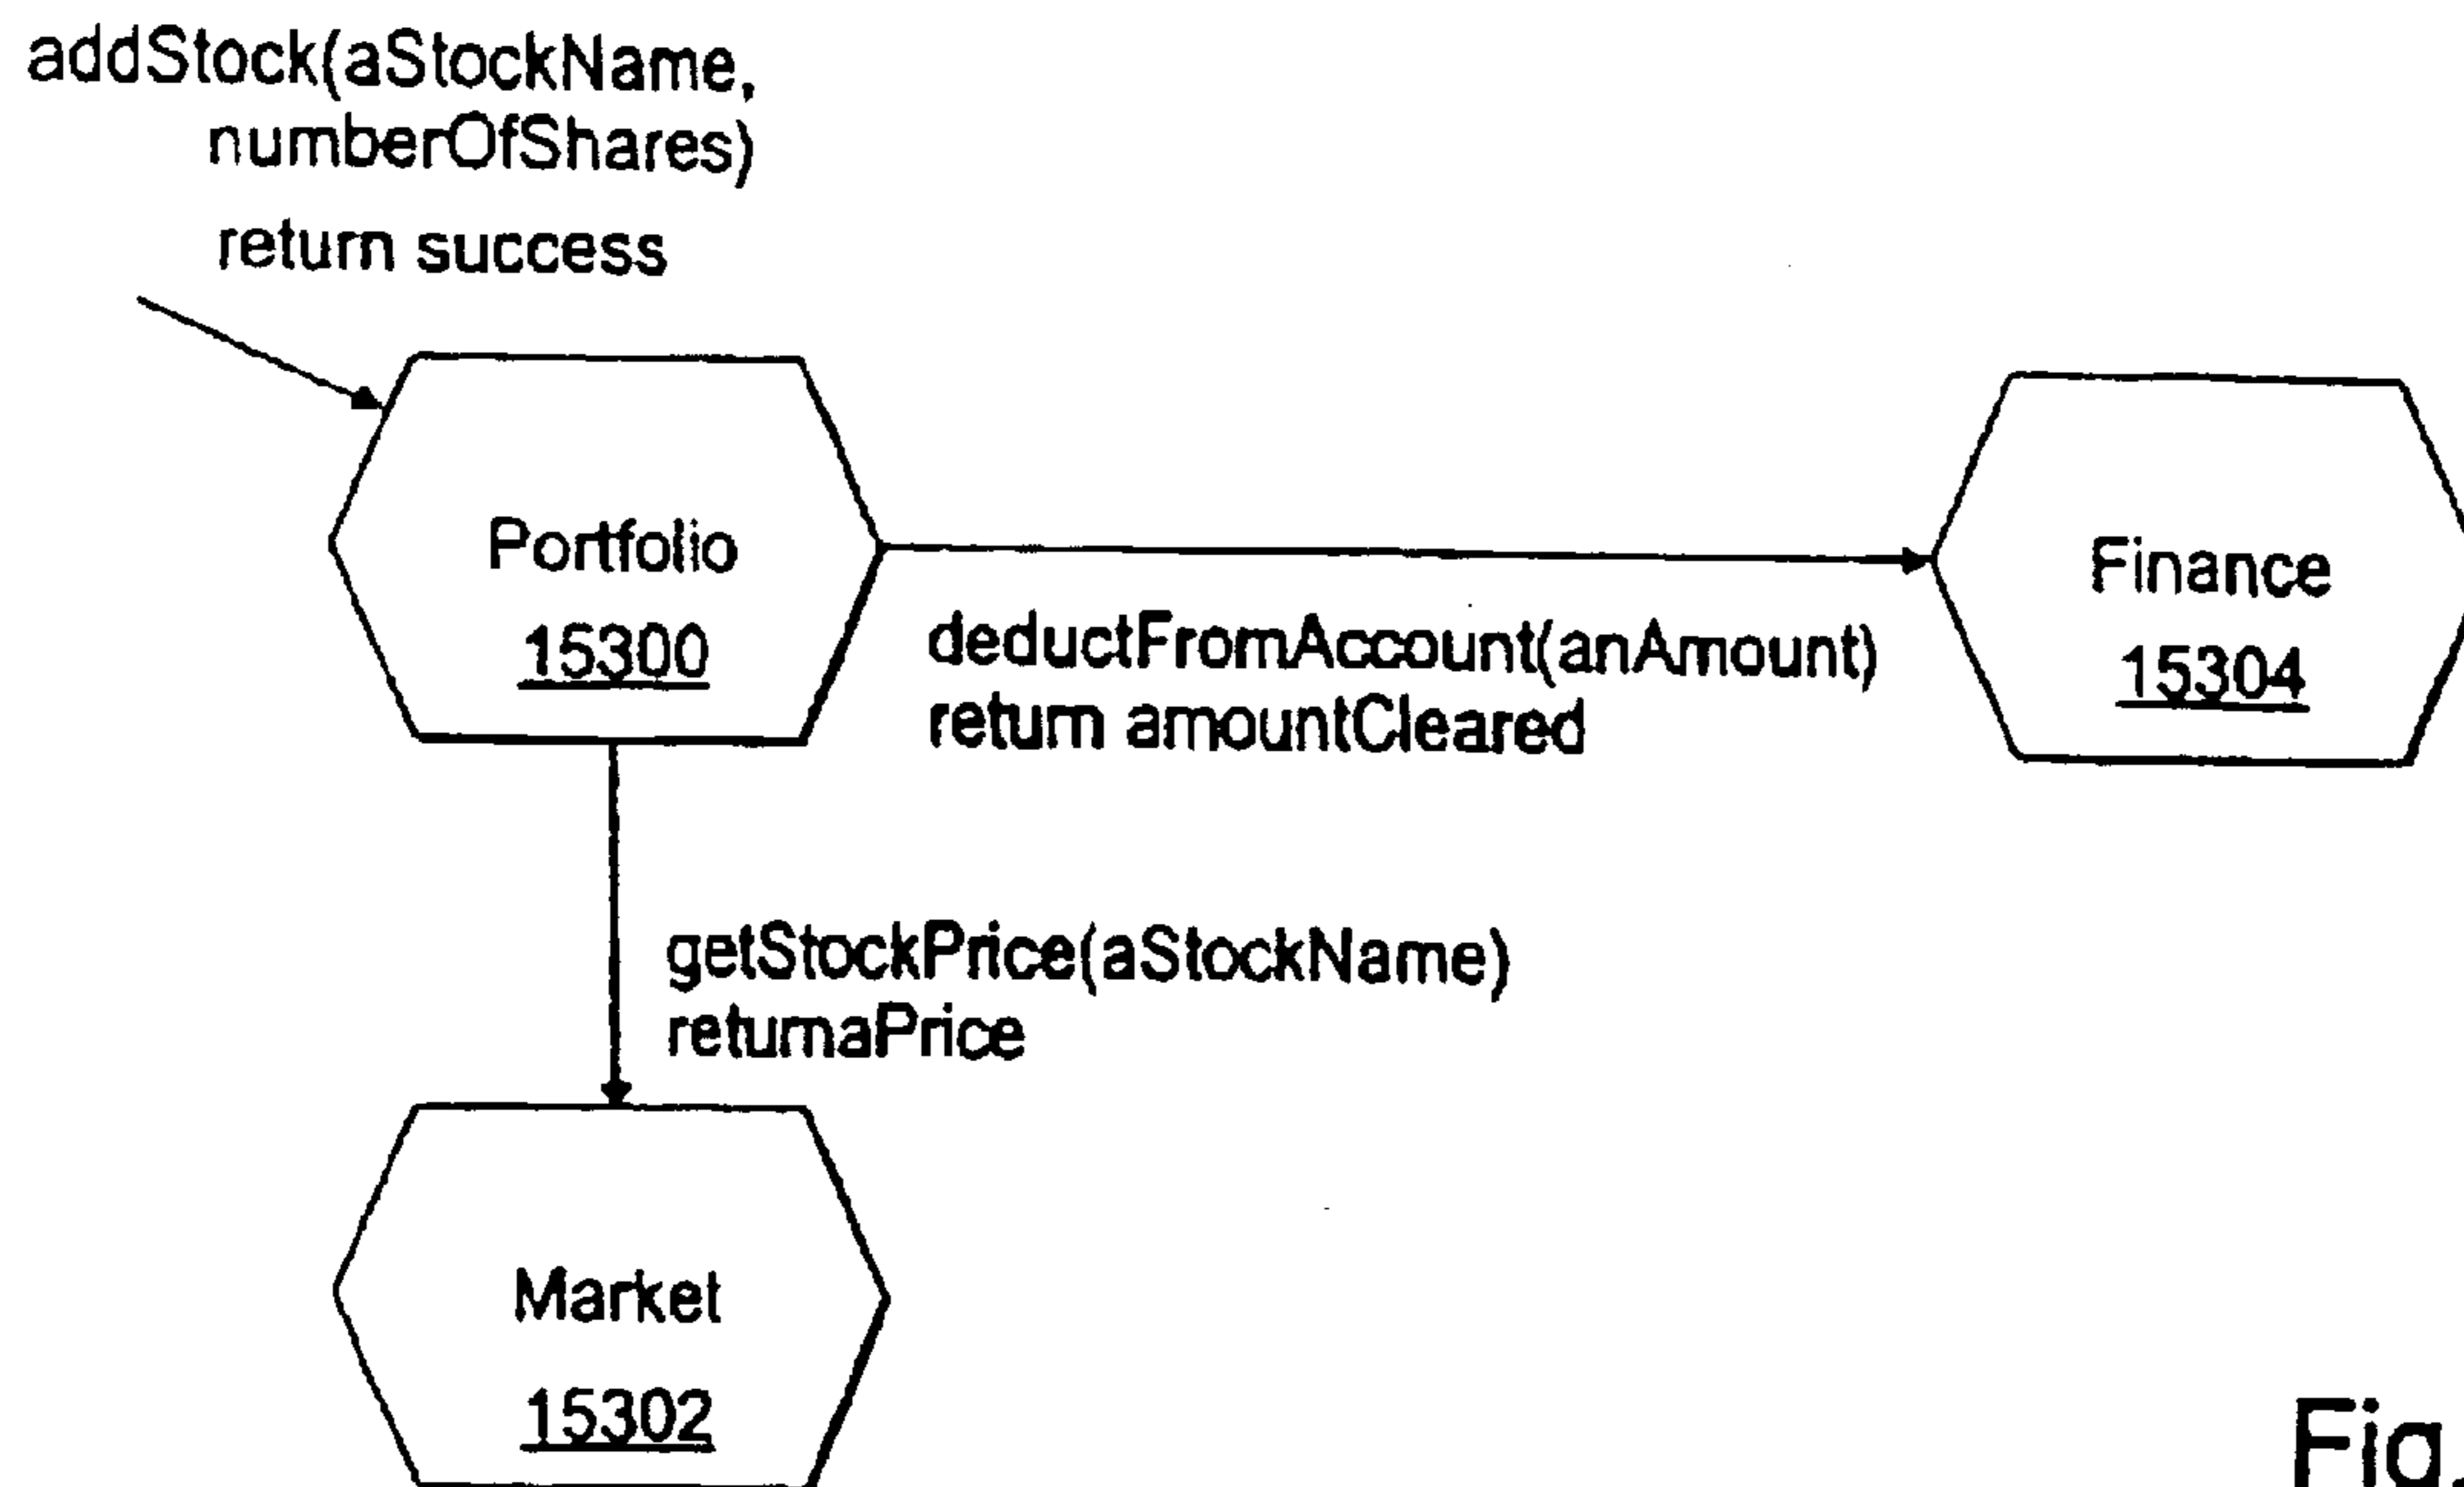 addStock(aStockName,
numberOfShares)
return success
Portfolio
15300
Finance
15304
deductFromAccount(anAmount)
return amountCleared
getStockPrice(aStockName)
returnaPrice
Market
15302
Fig.